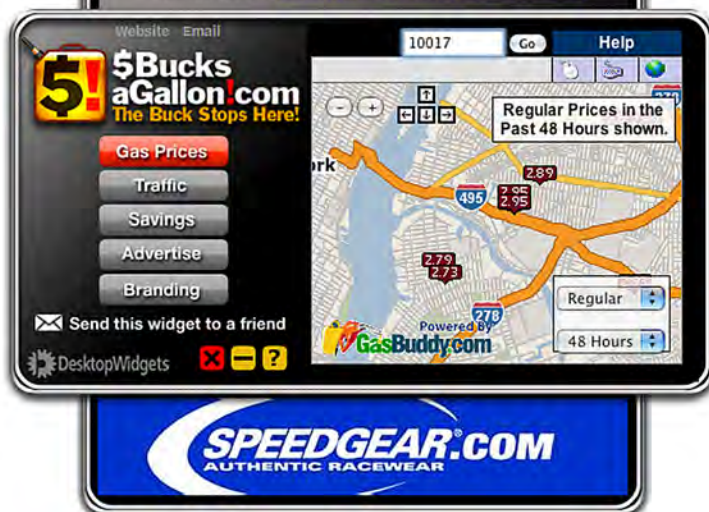 Website Email
5!
$Bucks
aGallon!com
The Buck Stops Here!
Gas Prices
Traffic
Savings
Advertise
Branding
Send this widget to a friend
DesktopWidgets
?
10017
Go
Help
- +
Regular Prices in the
Past 48 Hours shown.
rk
278
2.89
495
2.95
2.95
2.79
2.73
278
Regular
48 Hours
Powered By
GasBuddy.com
SPEEDGEAR.COM
AUTHENTIC RACEWEAR